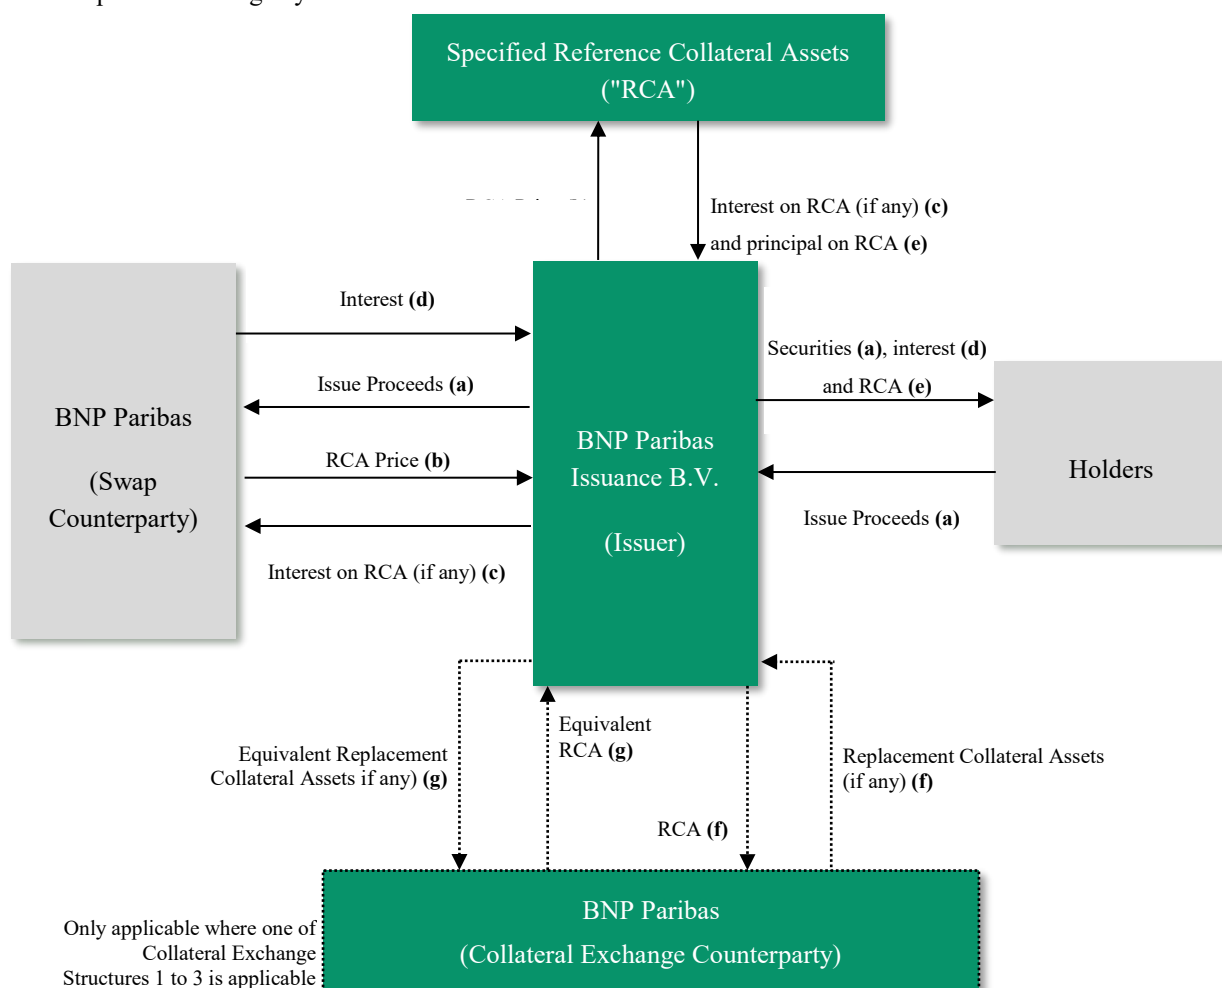 Specified Reference Collateral Assets
("RCA")
Interest on RCA (if any) (c)
and principal on RCA (e)
Interest (d)
Issue Proceeds (a)
RCA Price (b)
Interest on RCA (if any) (c)
BNP Paribas
(Swap
Counterparty)
BNP Paribas
Issuance B.V.
(Issuer)
Securities (a), interest (d)
and RCA (e)
Issue Proceeds (a)
Holders
Equivalent Replacement
Collateral Assets if any) (g)
Equivalent
RCA (g)
RCA (f)
Replacement Collateral Assets
(if any) (f)
BNP Paribas
(Collateral Exchange Counterparty)
Only applicable where one of
Collateral Exchange
Structures 1 to 3 is applicable